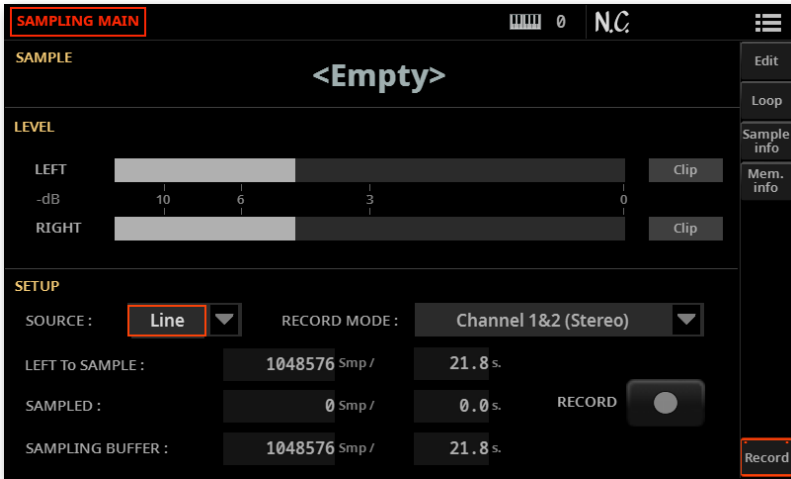 SAMPLING MAIN 0 N.C.
SAMPLE
<Empty>
Edit
Loop
Sample
info
Mem.
info
LEVEL
LEFT Clip
-dB 10 6 3 0
RIGHT Clip
SETUP
SOURCE : Line RECORD MODE : Channel 1&2 (Stereo)
LEFT To SAMPLE : 1048576 Smp / 21.8 s.
SAMPLED : 0 Smp / 0.0 s. RECORD
SAMPLING BUFFER : 1048576 Smp / 21.8 s.
Record